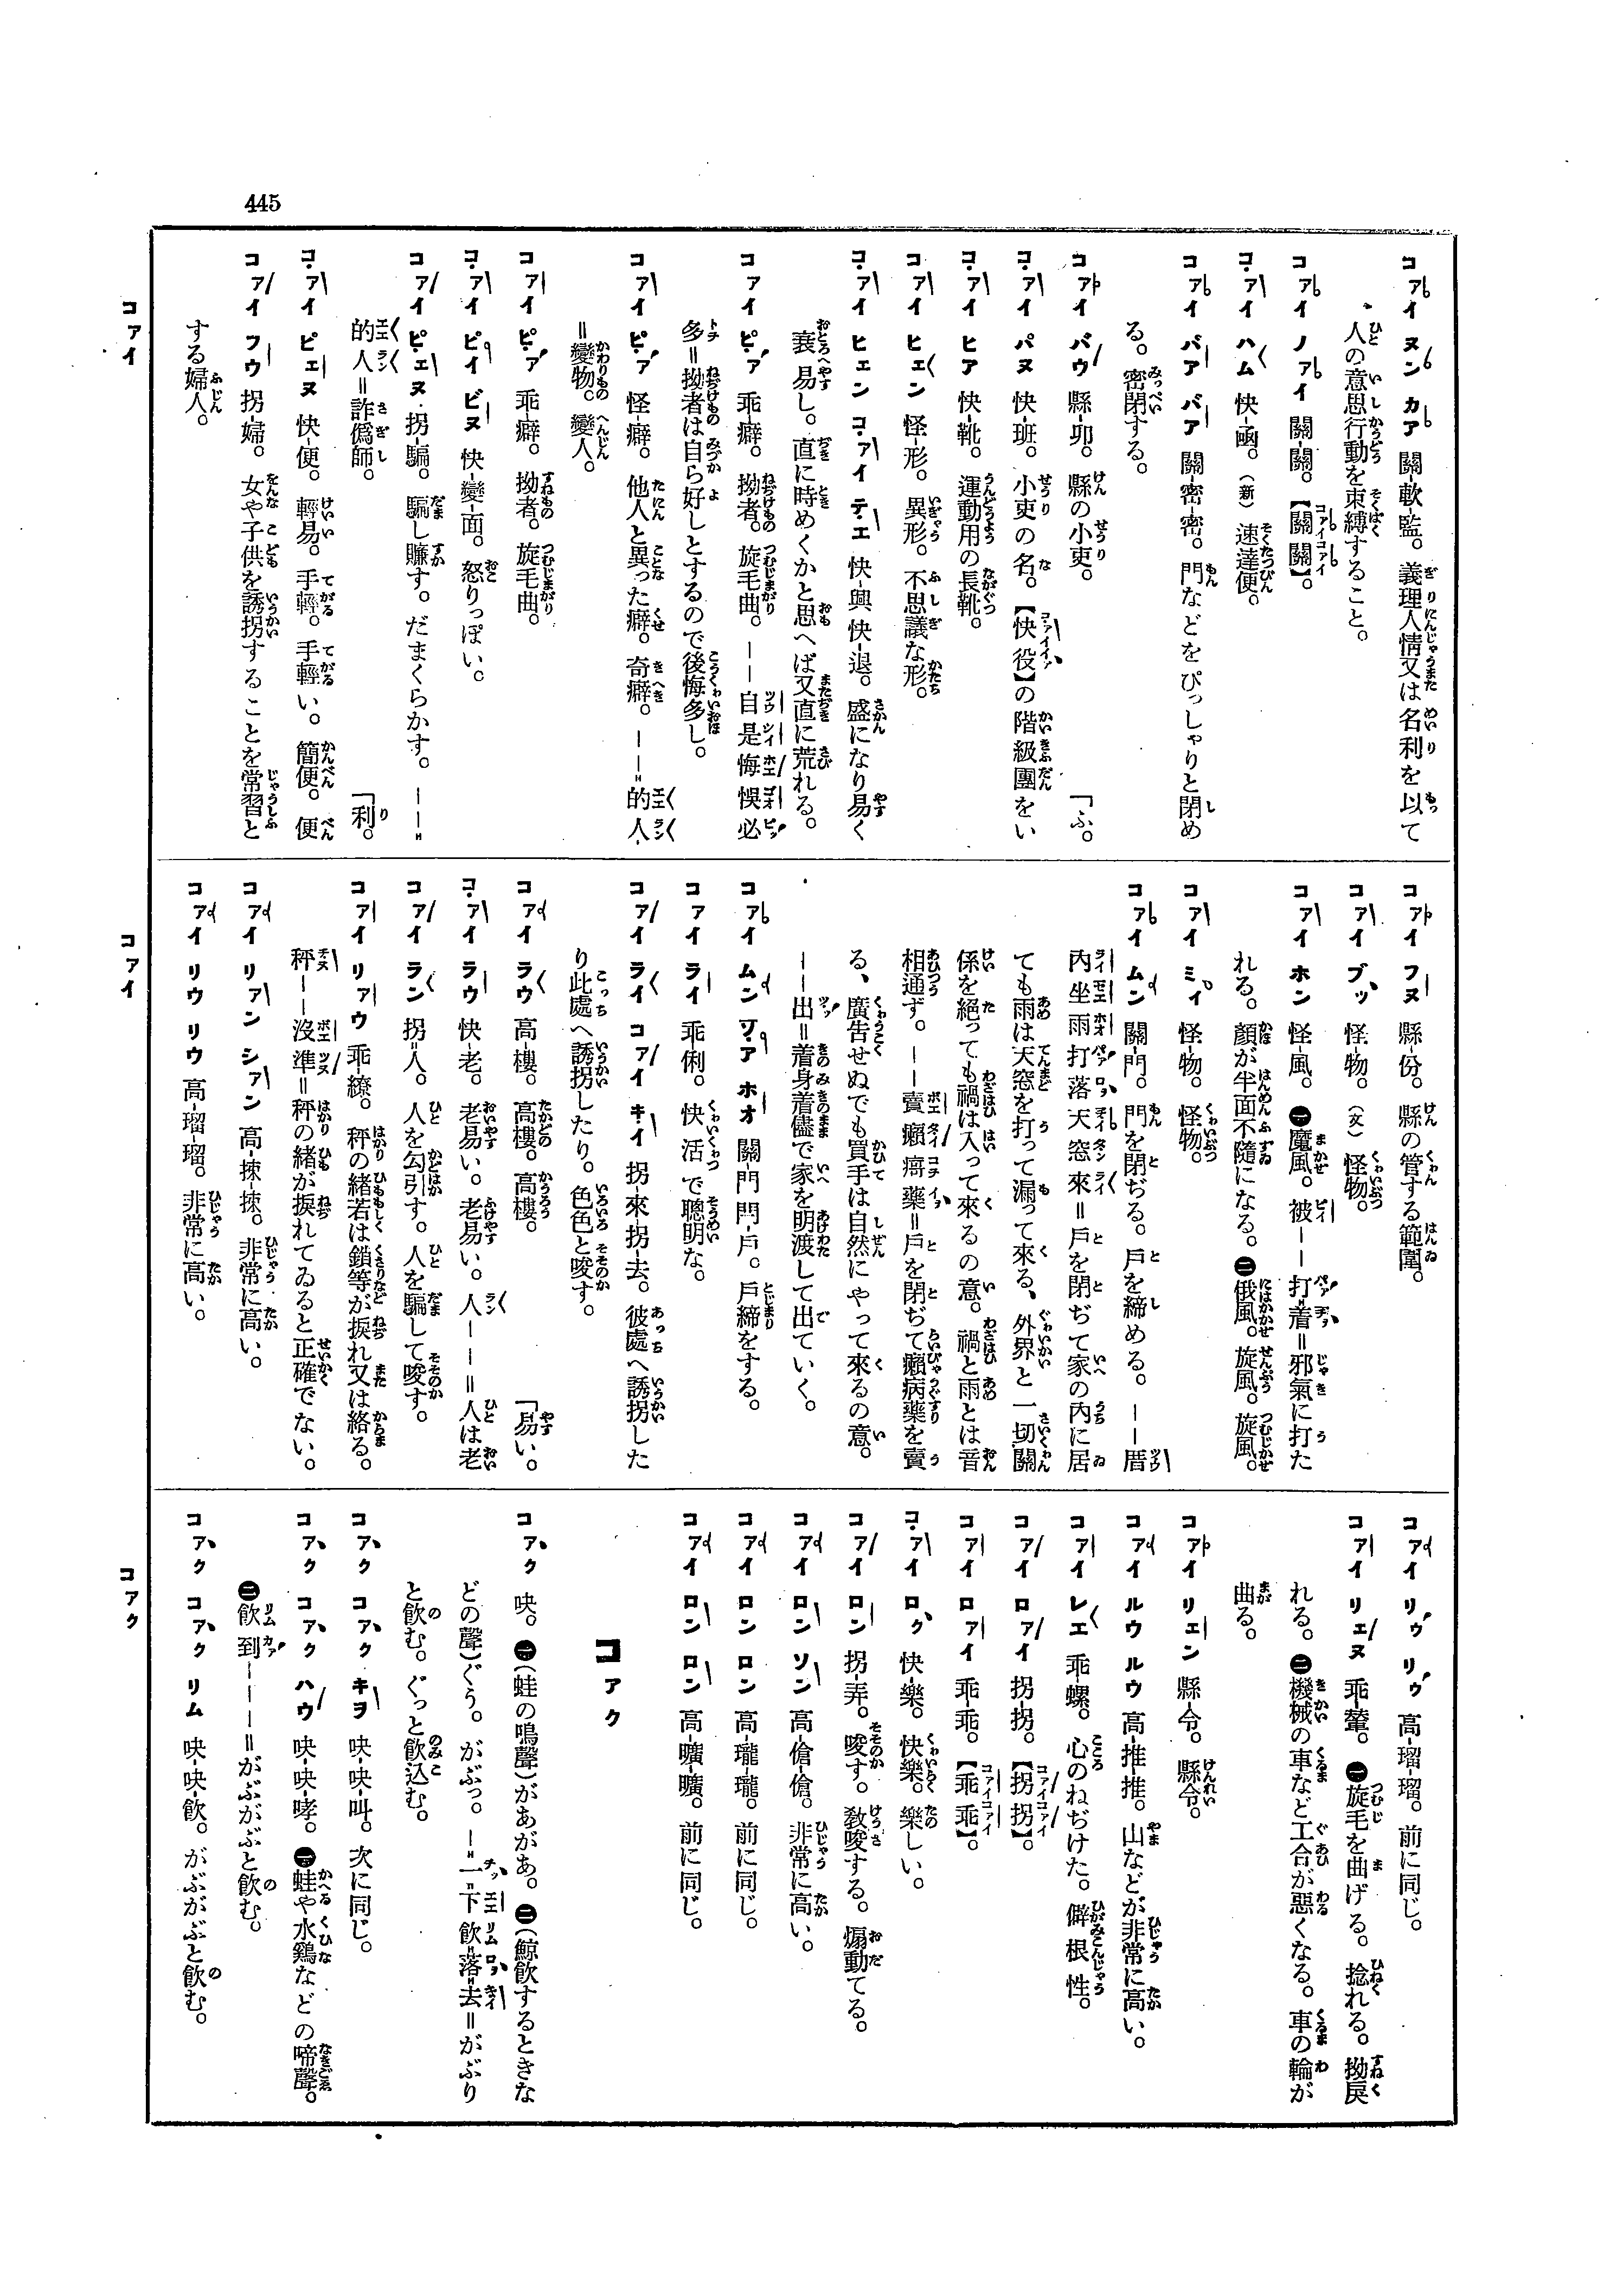 445
コァイ ヌン カァ 關-軟-監。義理人情又は名利を以て
人の意思行動を束縛すること。
コァイ ノァイ 關-關。【關關】。
コァイ ハム 快-凾。(新)速達便。
コァイ バア バア 關-密-密。門などをぴっしゃりと閉め
る。密閉する。
コァイ バウ 縣-卯。縣の小吏。 「ふ。
コァイ パヌ 快-班。小吏の名。【快役】の階級團をい
コァイ ヒア 快-靴。運動用の長靴。
コァイ ヒェン 怪-形。異形。不思議な形。
コァイ ヒェン コァイ テェ 快-興 快-退。盛になり易く
衰易し。直に時めくかと思へば又直に荒れる。
コァイ ピァ 乖-癖。拗者。旋毛曲。——自是悔悞必
多=拗者は自ら好しとするので後悔多し。
コァイ ピァ 怪-癖。他人と異った癖。奇癖。——的人
=變物。變人。
コァイ ピァ 乖-癖。拗者。旋毛曲。
コァイ ピイ ビヌ 快-變-面。怒りっぽい。
コァイ ピェヌ 拐-騙。騙し賺す。だまくらかす。——
的人=詐僞師。 「利。
コァイ ピェヌ 快-便。輕易。手輕。手輕い。簡便。便
コァイ フウ 拐-婦。女や子供を誘拐することを常習と
する婦人。
コァイ
コァイ フヌ 縣-份。縣の管する範圍。
コァイ ブッ 怪-物。(文)怪物。
コァイ ホン 怪-風。㊀魔風。被——打着=邪氣に打た
れる。顏が半面不隨になる。㊁俄風。旋風。旋風。
コァイ ミィ 怪-物。怪物。
コァイ ムン 關-門。門を閉ぢる。戶を締める。——厝
內坐雨打落天窓來=戶を閉ぢて家の內に居
ても雨は天窓を打って漏って來る、外界と一切關
係を絕っても禍は入って來るの意。禍と雨とは音
相通ず。——賣癩𤶃藥=戶を閉ぢて癩病藥を賣
る、廣告せぬでも買手は自然にやって來るの意。
——出=着身着儘で家を明渡して出ていく。
コァイ ムン ゾァ ホオ 關-門 門-戶。戶締をする。
コァイ ライ 乖-俐。快活で聰明な。
コァイ ライ コァイ キイ 拐-來-拐-去。彼處へ誘拐した
り此處へ誘拐したり。色色と唆す。
コァイ ラウ 高-樓。高樓。高樓。 「易い。
コァイ ラウ 快-老。老易い。老易い。人——=人は老
コァイ ラン 拐=人。人を勾引す。人を騙して唆す。
コァイ リァウ 乖-繚。秤の緖若は鎖等が捩れ又は絡る。
秤——沒準=秤の緖が捩れてゐると正確でない。
コァイ リァン シァン 高-揀-揀。非常に高い。
コァイ リウ リウ 高-瑠-瑠。非常に高い。
コァイ
コァイ リゥ リゥ 高-瑠-瑠。前に同じ。
コァイ リェヌ 乖-輦。㊀旋毛を曲げる。捻れる。拗戾
れる。㊁機械の車など工合が惡くなる。車の輪が
曲る。
コァイ リェン 縣-令。縣令。
コァイ ルウ ルウ 高-推-推。山などが非常に高い。
コァイ レェ 乖-螺。心のねぢけた。僻根性。
コァイ ロァイ 拐-拐。【拐拐】。
コァイ ロァイ 乖-乖。【乖乖】。
コァイ ロク 快-樂。快樂。樂しい。
コァイ ロン 拐-弄。唆す。敎唆する。煽動てる。
コァイ ロン ソン 高-傖-傖。非常に高い。
コァイ ロン ロン 高-瓏-瓏。前に同じ。
コァイ ロン ロン 高-曠-曠。前に同じ。
コァク
コァク 咉。㊀(蛙の鳴聲)があがあ。㊁(鯨飮するときな
どの聲)ぐう。がぶっ。—一下飮落去=がぶり
と飮む。ぐっと飮込む。
コァク コァク キヲ 咉-咉-叫。次に同じ。
コァク コァク ハウ 咉-咉-哮。㊀蛙や水鷄などの啼聲。
㊁飮到———=がぶがぶと飮む。
コァク コァク リム 咉-咉-飮。がぶがぶと飮む。
コァク